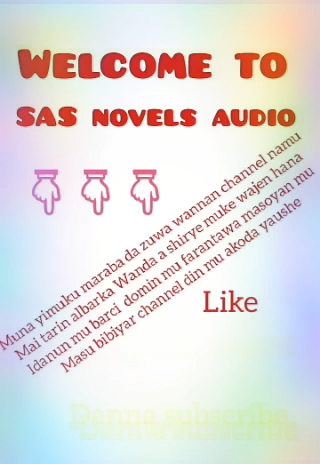 WELCOME TO
SAS NOVELS AUDIO
Muna yimuku maraba da zuwa wannan channel namu
Mai tarin albarka Wanda a shirye muke wajen hana
Idanun mu barci domin mu farantawa masoyan mu
Masu bibiyar channel din mu akoda yaushe
Like
Danna subscribe